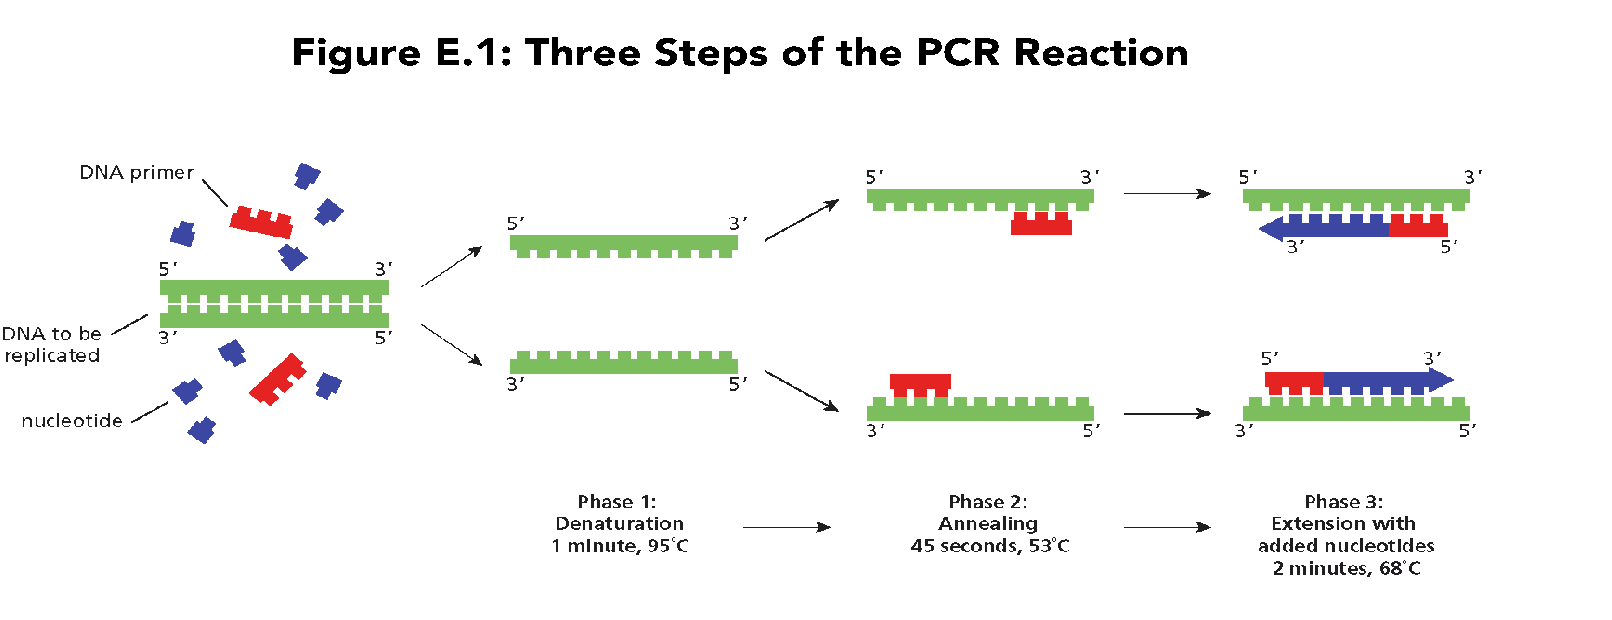 Figure E.1: Three Steps of the PCR Reaction
DNA primer
5′ 3′
DNA to be
replicated
3′ 5′
nucleotide
5′ 3′
3′ 5′
5′ 3′
3′ 5′
5′ 3′
3′ 5′
5′ 3′
3′ 5′
Phase 1:
Denaturation
1 minute, 95°C
Phase 2:
Annealing
45 seconds, 53°C
Phase 3:
Extension with
added nucleotides
2 minutes, 68°C